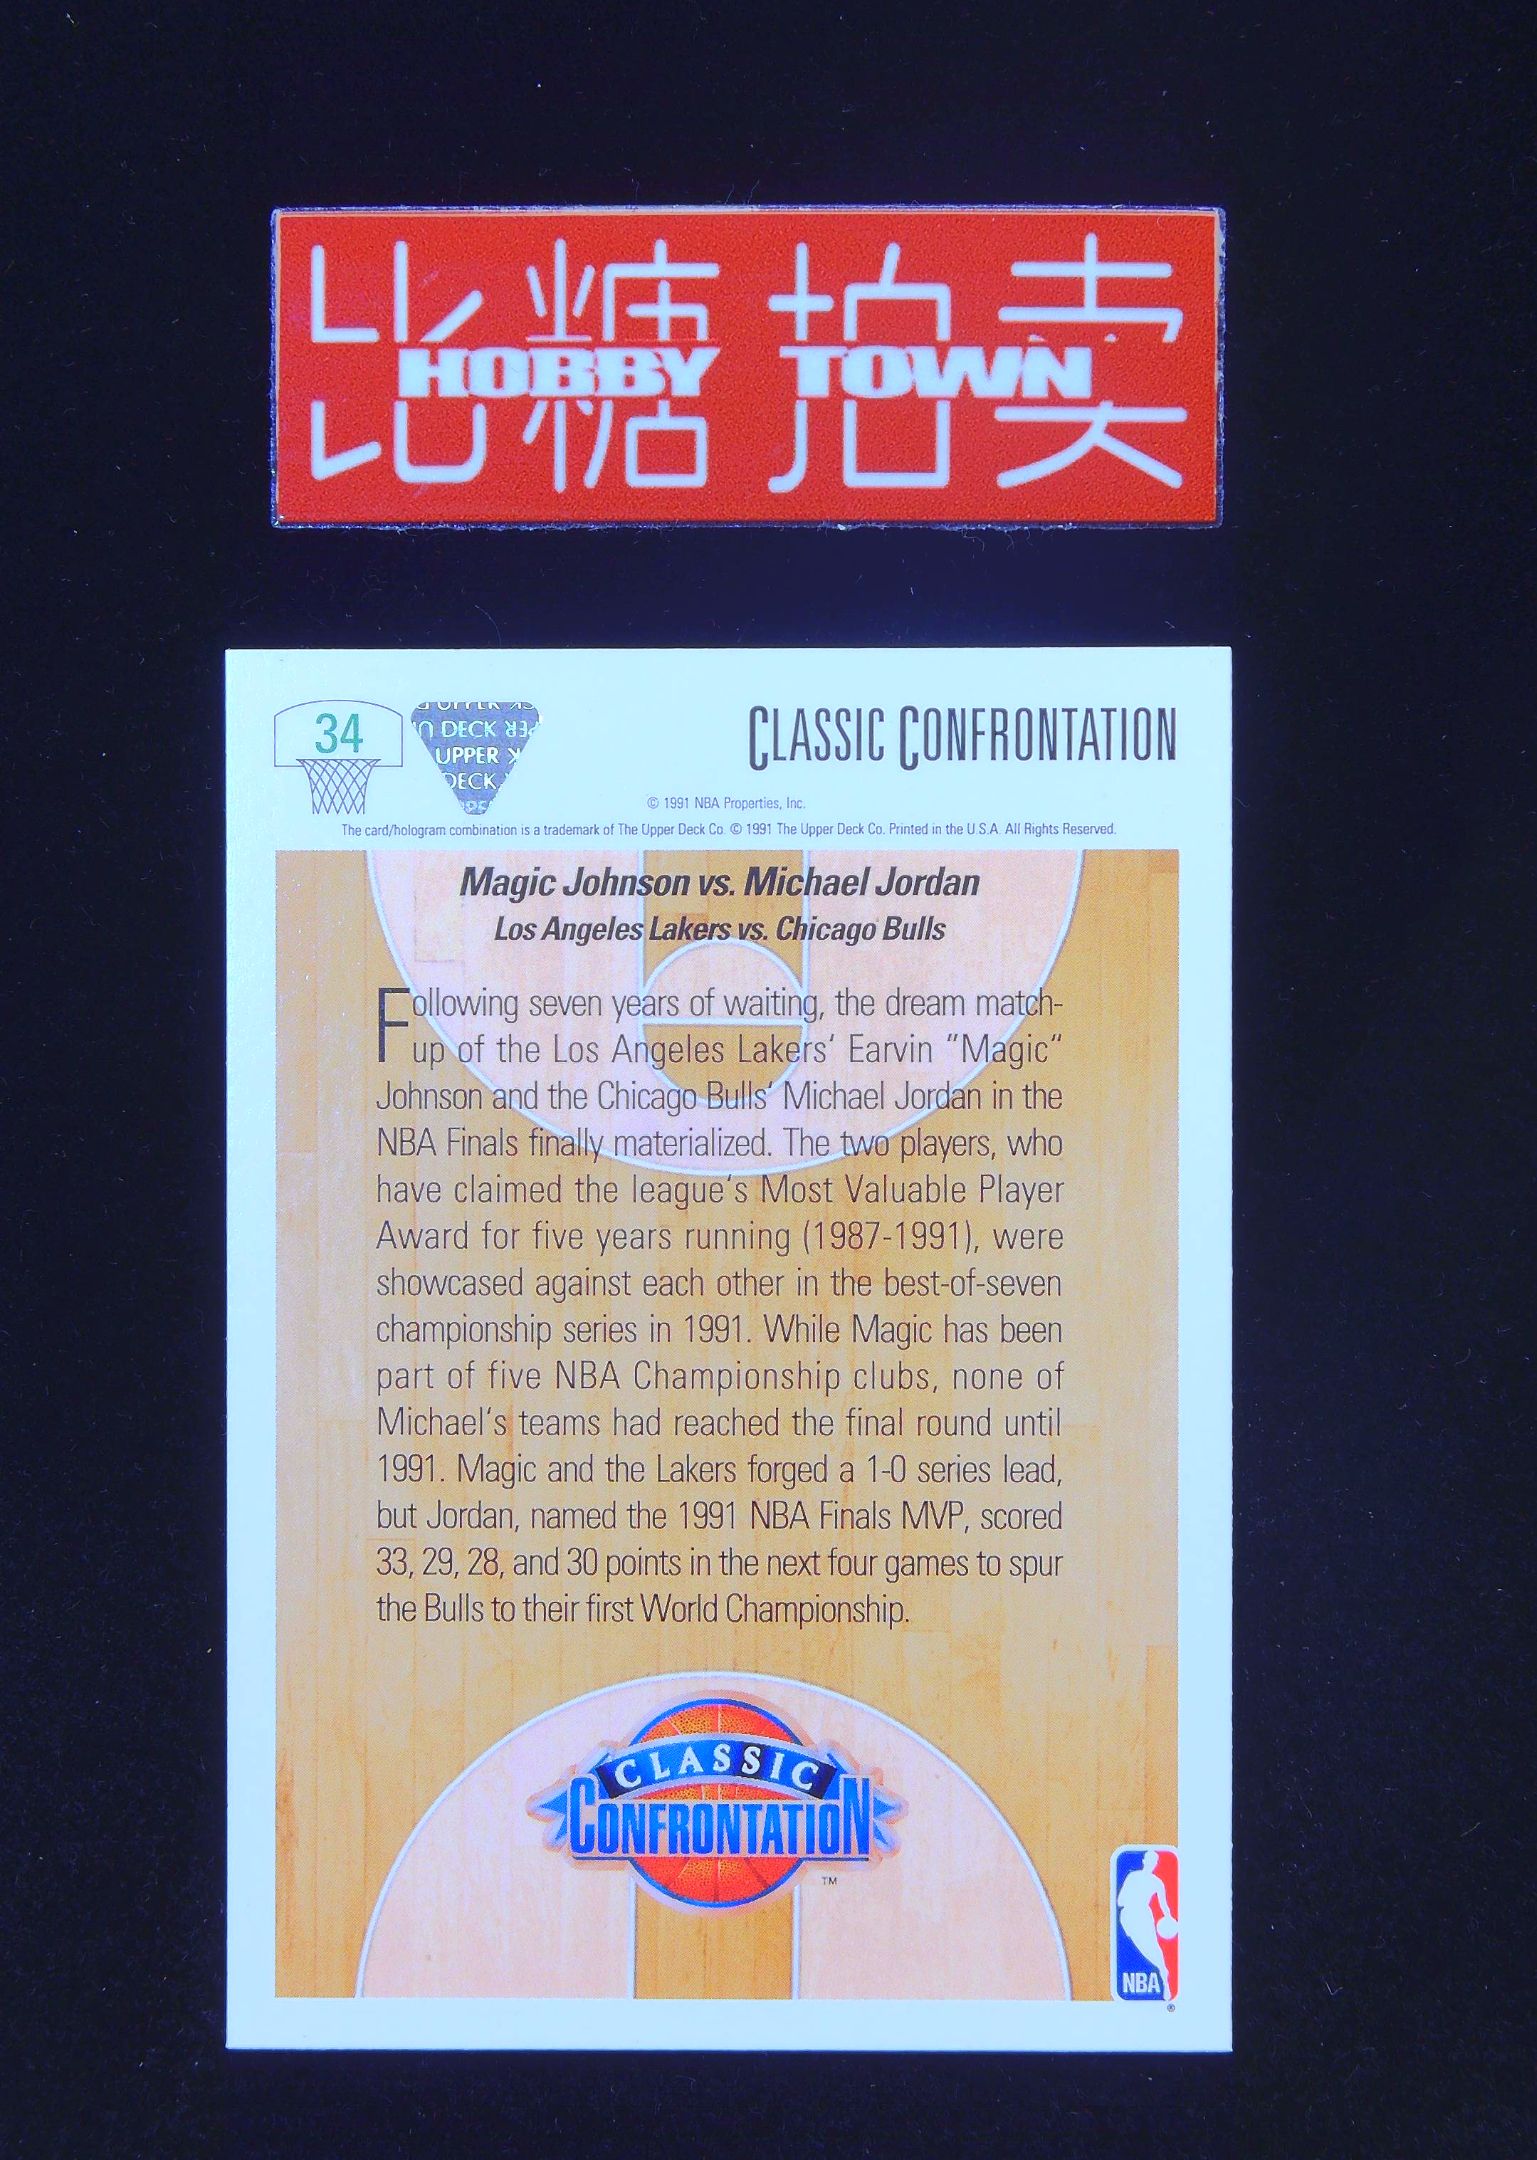 比糖拍卖
HOBBY TOWN
34
UPPER
DECK
UPPER
DECK
CLASSIC CONFRONTATION
© 1991 NBA Properties, Inc.
The card/hologram combination is a trademark of The Upper Deck Co. © 1991 The Upper Deck Co. Printed in the U.S.A. All Rights Reserved.
Magic Johnson vs. Michael Jordan
Los Angeles Lakers vs. Chicago Bulls
Following seven years of waiting, the dream match-
up of the Los Angeles Lakers' Earvin "Magic"
Johnson and the Chicago Bulls' Michael Jordan in the
NBA Finals finally materialized. The two players, who
have claimed the league's Most Valuable Player
Award for five years running (1987-1991), were
showcased against each other in the best-of-seven
championship series in 1991. While Magic has been
part of five NBA Championship clubs, none of
Michael's teams had reached the final round until
1991. Magic and the Lakers forged a 1-0 series lead,
but Jordan, named the 1991 NBA Finals MVP, scored
33, 29, 28, and 30 points in the next four games to spur
the Bulls to their first World Championship.
CLASSIC
CONFRONTATION
TM
NBA
®